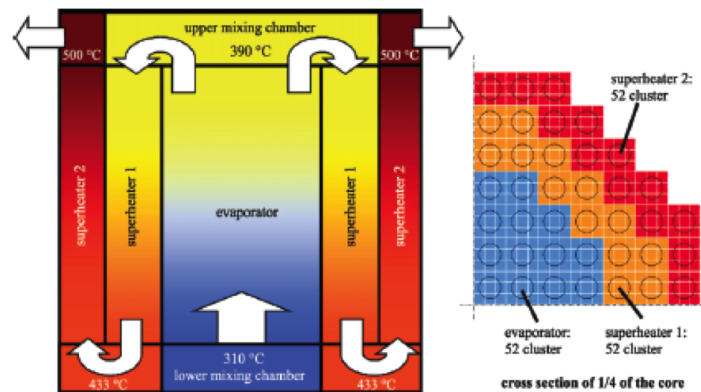 upper mixing chamber
500 °C
390 °C
500 °C
superheater 2
superheater 1
evaporator
superheater 1
superheater 2
310 °C
433 °C
lower mixing chamber
433 °C
superheater 2:
52 cluster
evaporator:
52 cluster
superheater 1:
52 cluster
cross section of 1/4 of the core